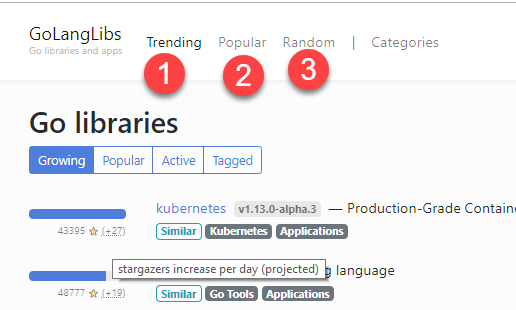 GoLangLibs
Go libraries and apps
Trending Popular Random | Categories
1 2 3
Go libraries
Growing Popular Active Tagged
kubernetes v1.13.0-alpha.3 — Production-Grade Containe
43395 (+27) Similar Kubernetes Applications
stargazers increase per day (projected) g language
48777 (+19) Similar Go Tools Applications